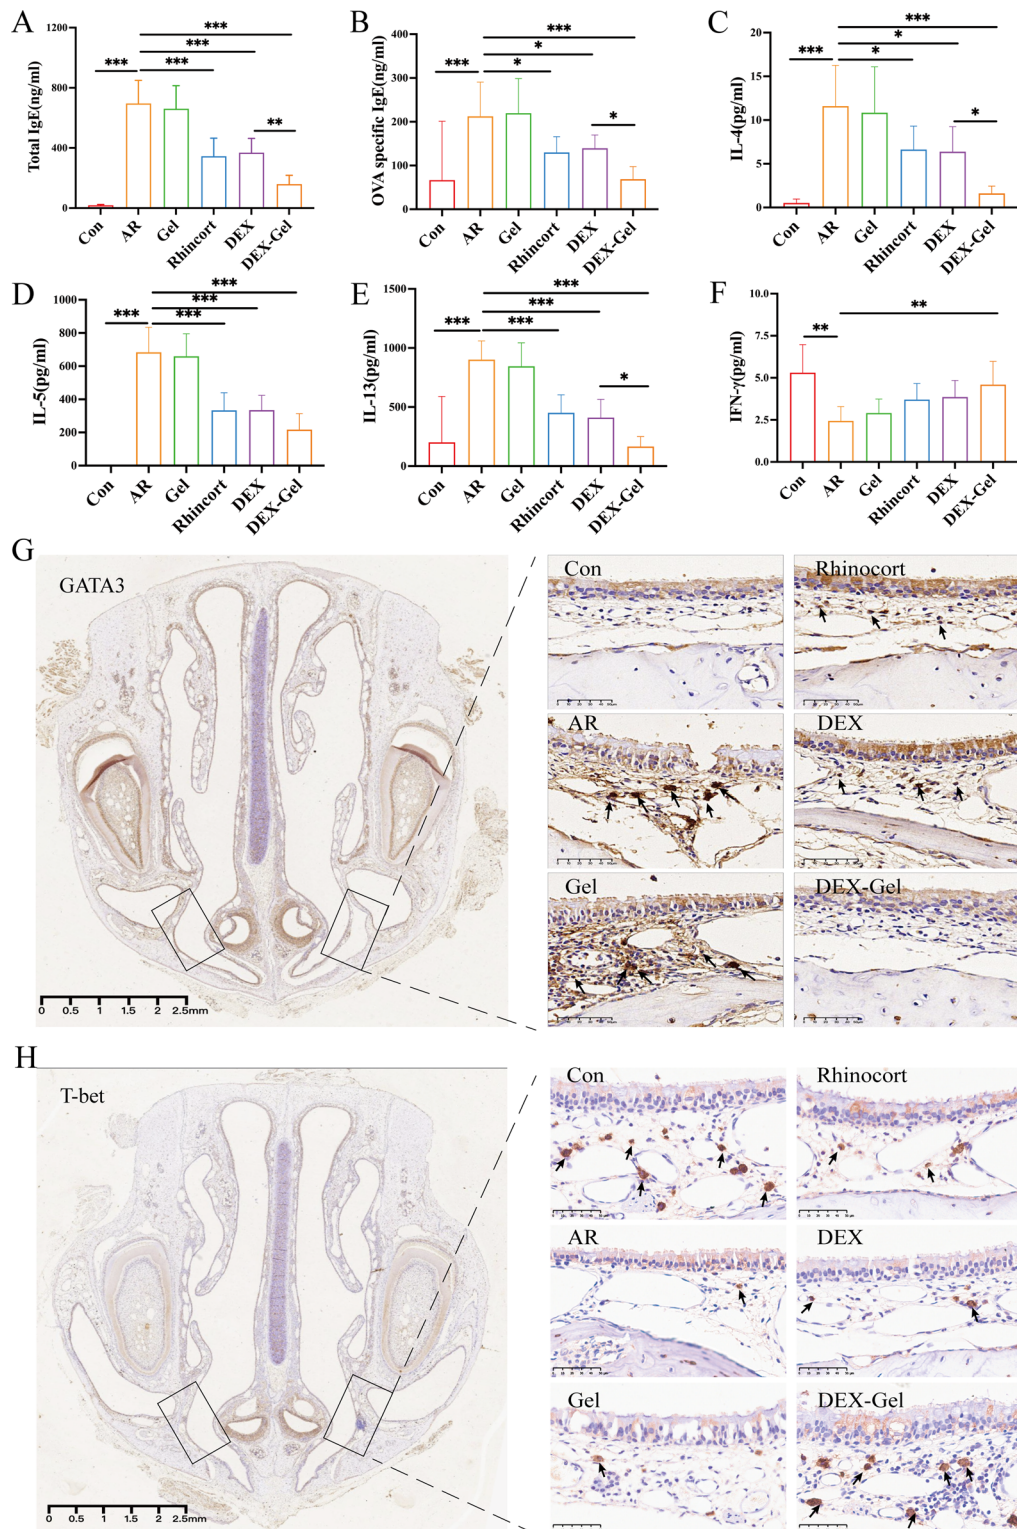 A
Total IgE(ng/ml)
1200
800
400
0
***
***
***
***
**
Con
AR
Gel
Rhincort
DEX
DEX-Gel
B
OVA specific IgE(ng/ml)
400
300
200
100
0
***
*
***
*
*
Con
AR
Gel
Rhincort
DEX
DEX-Gel
C
IL-4(pg/ml)
20
15
10
5
0
***
*
***
*
*
Con
AR
Gel
Rhincort
DEX
DEX-Gel
D
IL-5(pg/ml)
1000
800
600
400
200
0
***
***
***
***
Con
AR
Gel
Rhincort
DEX
DEX-Gel
E
IL-13(pg/ml)
1500
1000
500
0
***
***
***
***
*
Con
AR
Gel
Rhincort
DEX
DEX-Gel
F
IFN-γ(pg/ml)
10.0
7.5
5.0
2.5
0.0
**
**
Con
AR
Gel
Rhincort
DEX
DEX-Gel
G
GATA3
0 0.5 1 1.5 2 2.5mm
Con
Rhinocort
AR
DEX
Gel
DEX-Gel
H
T-bet
0 0.5 1 1.5 2 2.5mm
Con
Rhinocort
AR
DEX
Gel
DEX-Gel